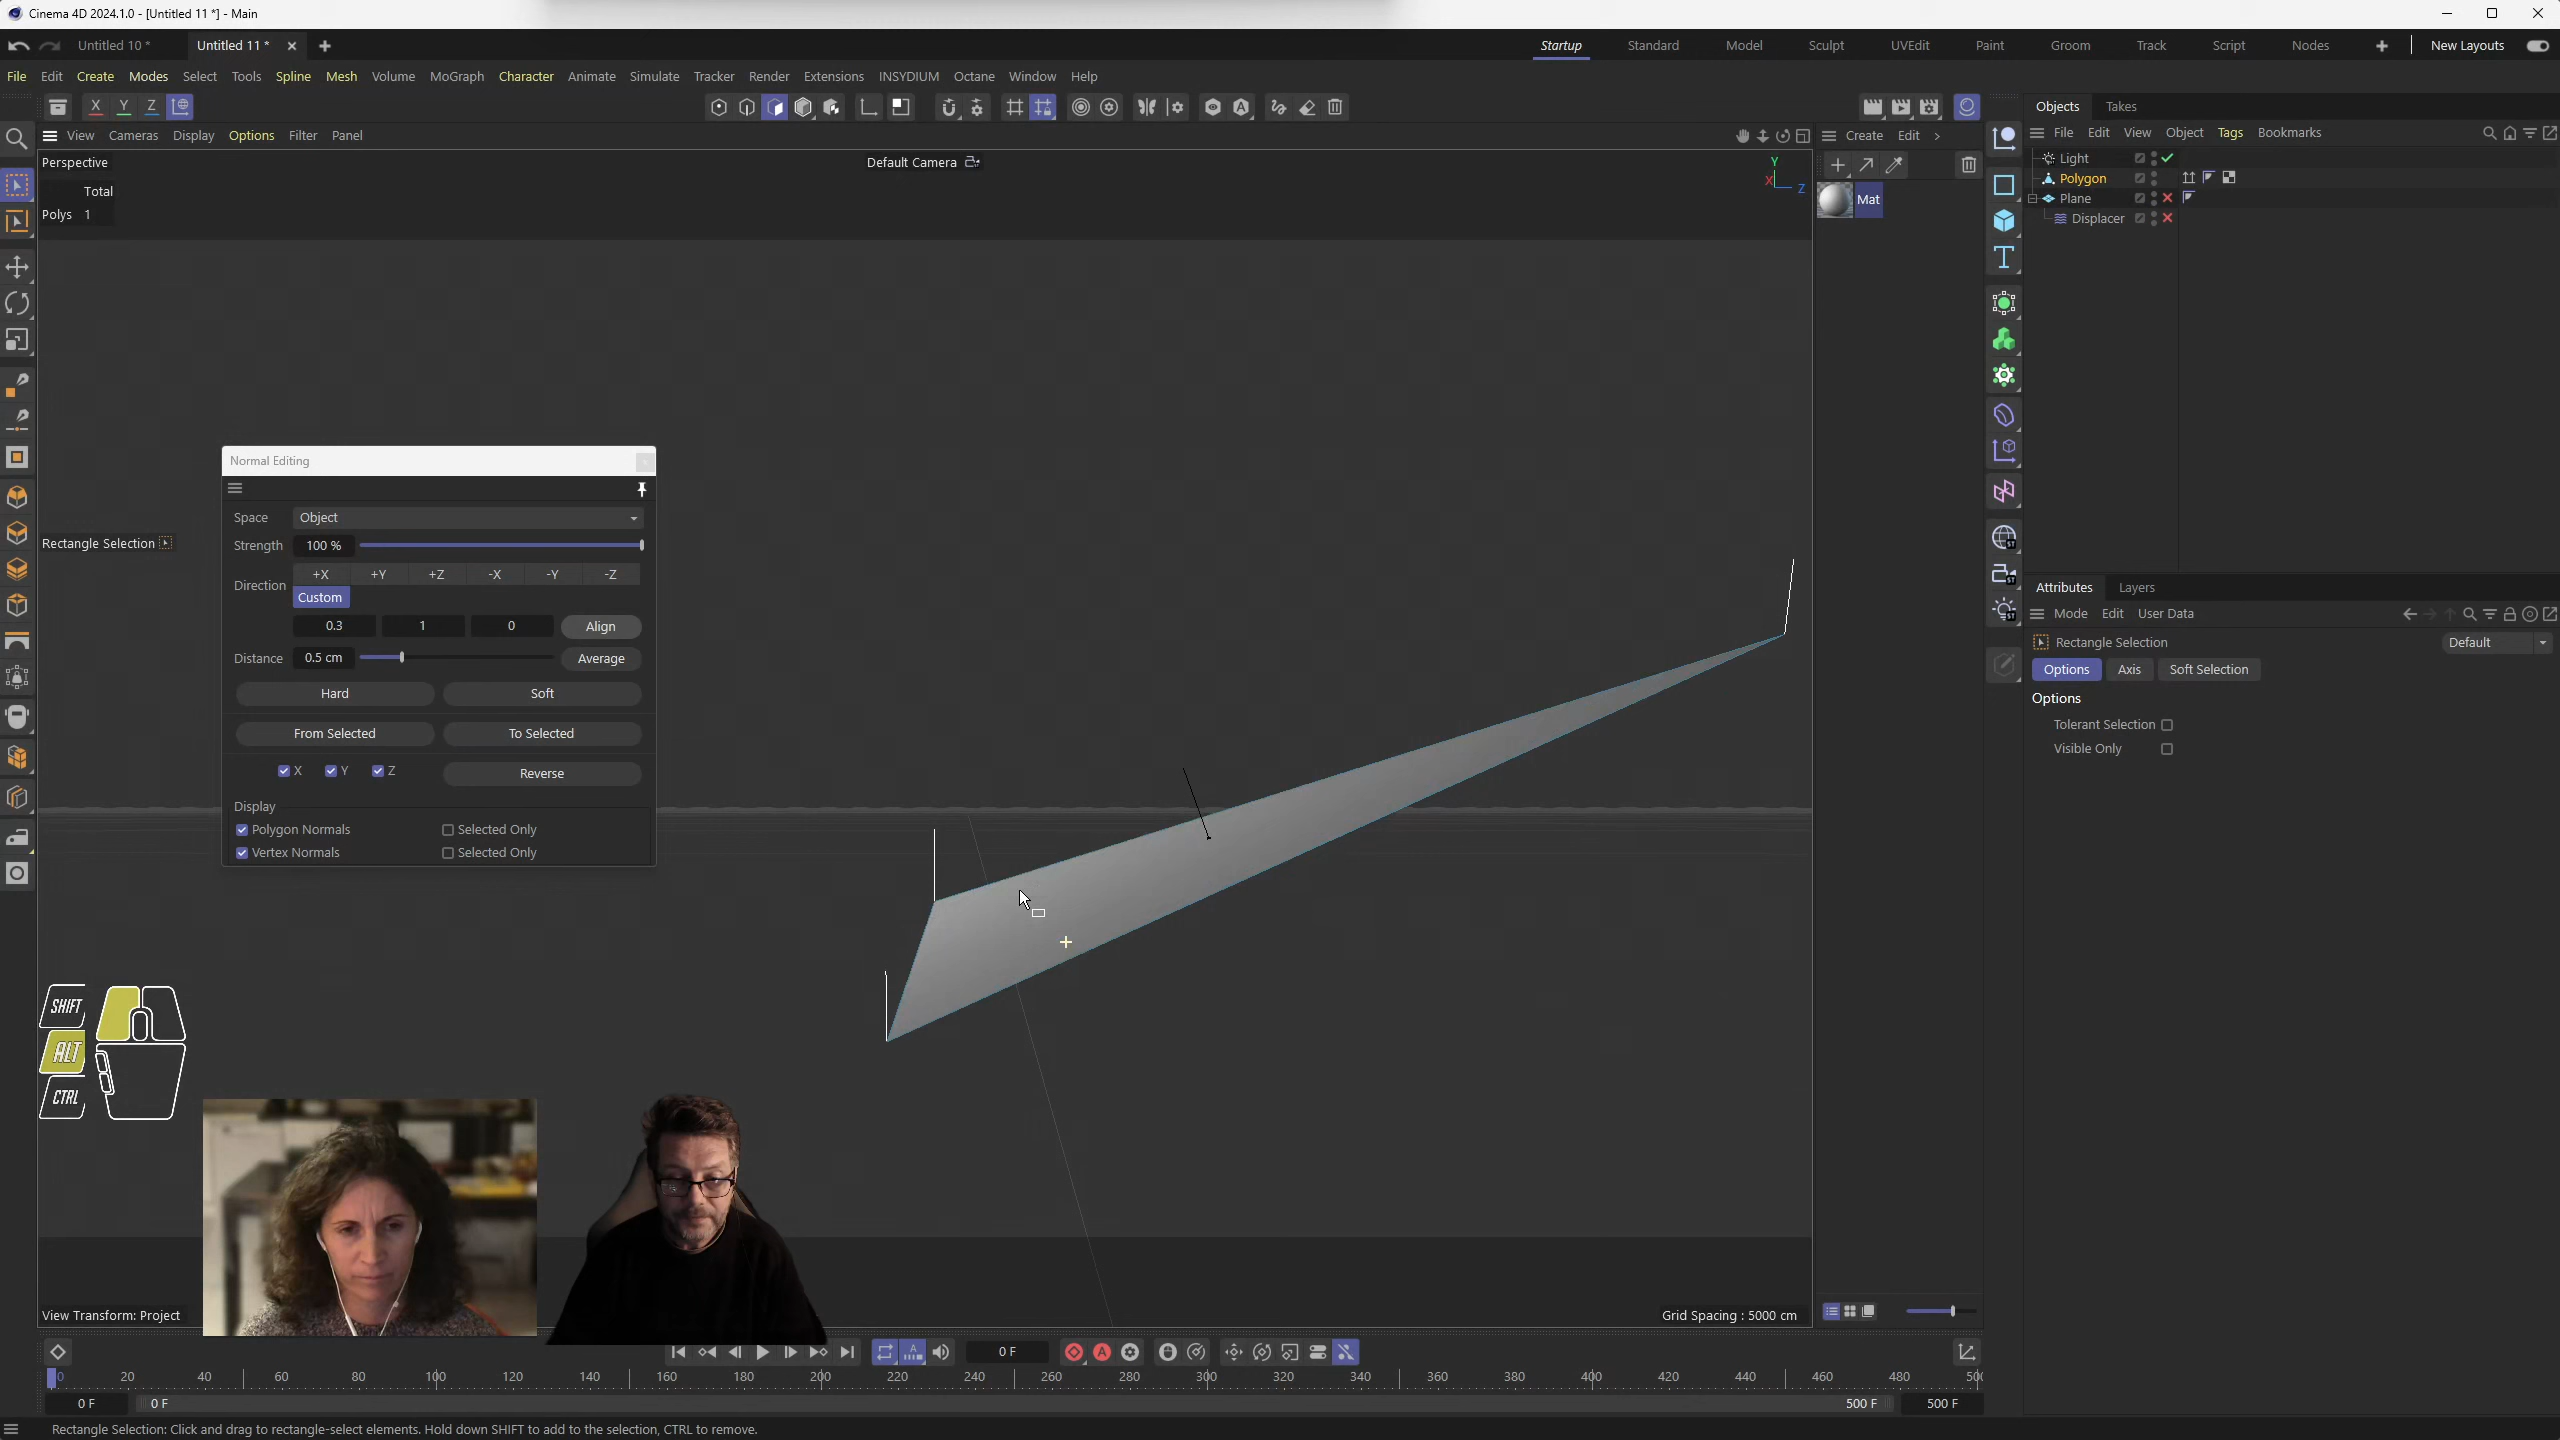 Cinema 4D 2024.1.0 - [Untitled 11 *] - Main
Untitled 10 *
Untitled 11 *
Startup
Standard
Model
Sculpt
UVEdit
Paint
Groom
Track
Script
Nodes
New Layouts
File Edit Create Modes Select Tools Spline Mesh Volume MoGraph Character Animate Simulate Tracker Render Extensions INSYDIUM Octane Window Help
X Y Z
View Cameras Display Options Filter Panel
Perspective
Default Camera
Total
Polys 1
Y
X
Z
Rectangle Selection
Normal Editing
Space Object
Strength 100 %
Direction
+X +Y +Z -X -Y -Z
Custom
0.3 1 0 Align
Distance 0.5 cm Average
Hard Soft
From Selected To Selected
X Y Z Reverse
Display
Polygon Normals Selected Only
Vertex Normals Selected Only
SHIFT
ALT
CTRL
View Transform: Project
Grid Spacing : 5000 cm
Create Edit
Mat
Objects Takes
File Edit View Object Tags Bookmarks
Light
Polygon
Plane
Displacer
Attributes Layers
Mode Edit User Data
Rectangle Selection Default
Options Axis Soft Selection
Options
Tolerant Selection
Visible Only
0 F
0 20 40 60 80 100 120 140 160 180 200 220 240 260 280 300 320 340 360 380 400 420 440 460 480
0 F 0 F 500 F 500 F
Rectangle Selection: Click and drag to rectangle-select elements. Hold down SHIFT to add to the selection, CTRL to remove.